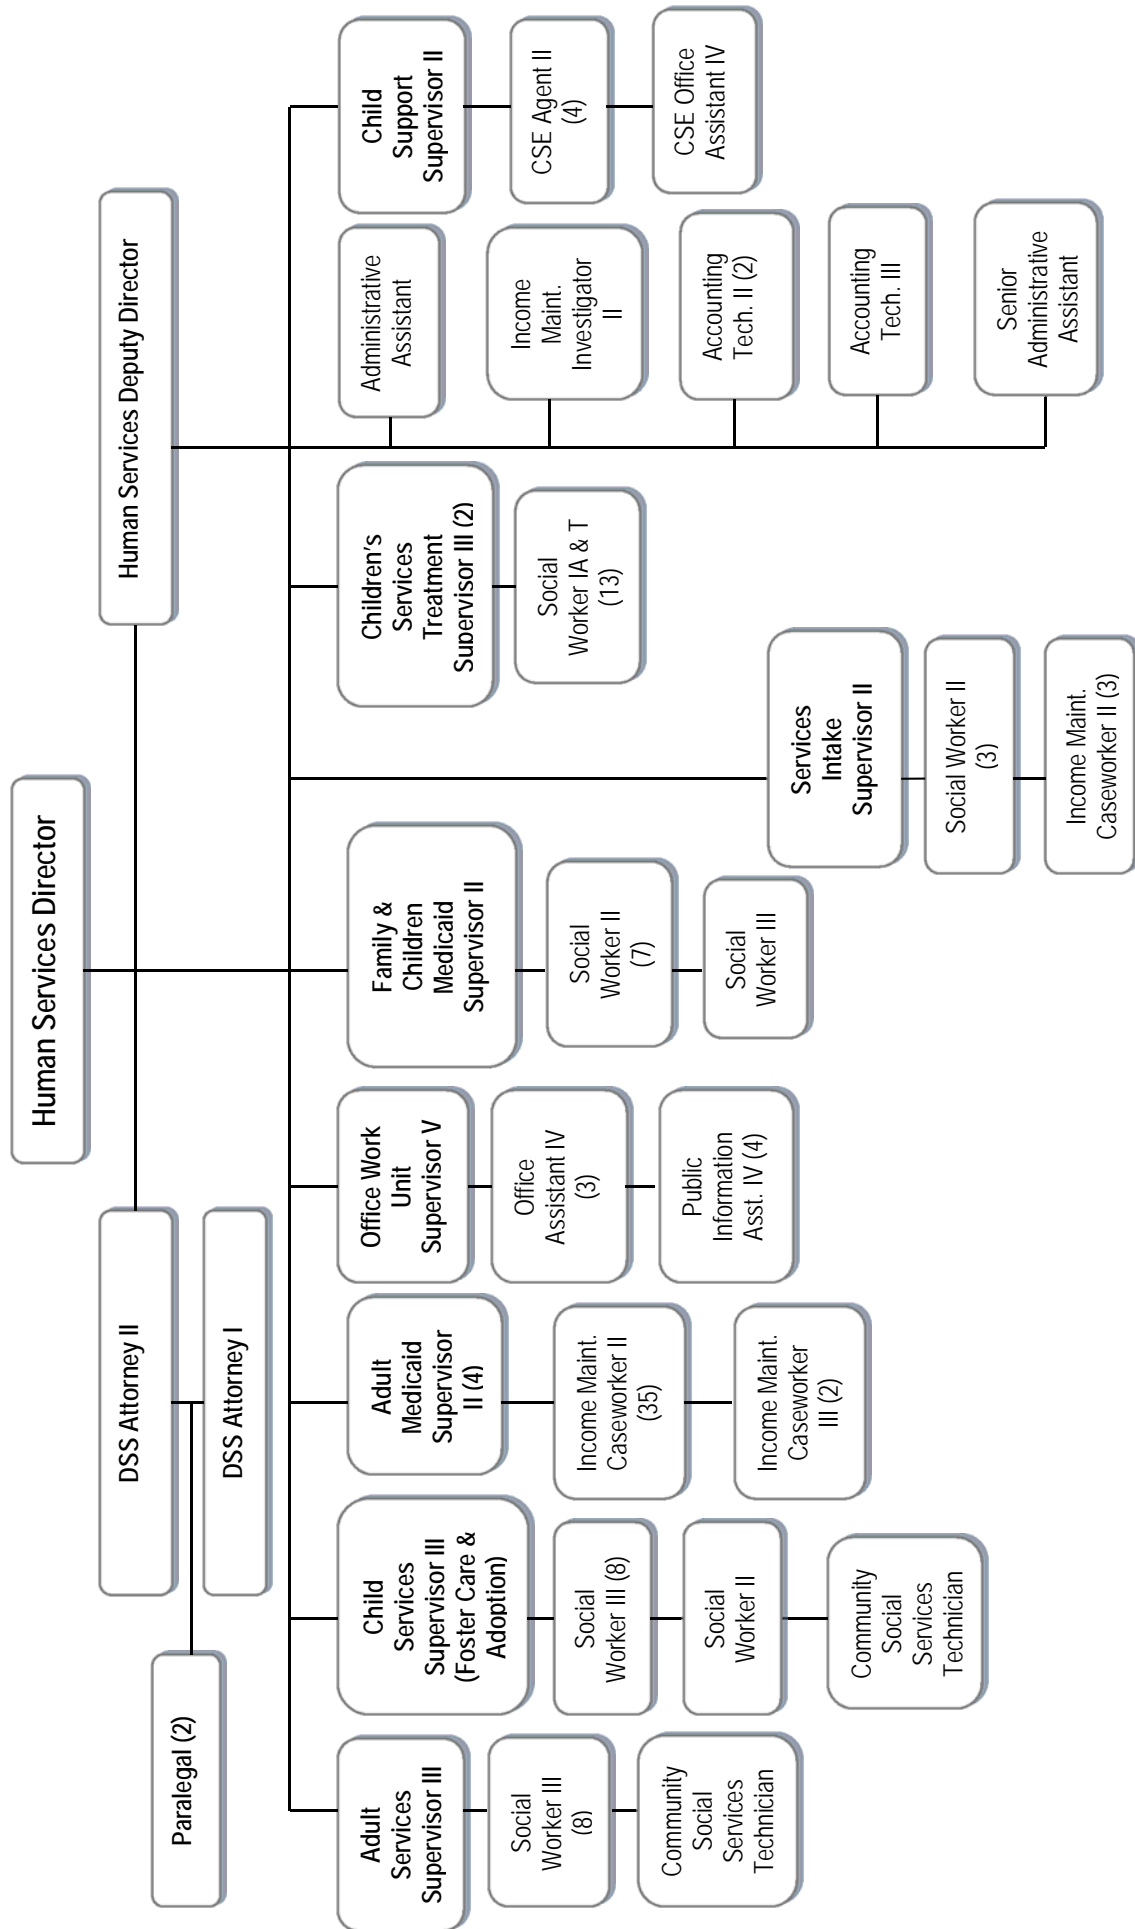 Human Services Director
DSS Attorney II
Human Services Deputy Director
Paralegal (2)
DSS Attorney I
Adult
Services
Supervisor III
Social
Worker III
(8)
Community
Social
Services
Technician
Child
Services
Supervisor III
(Foster Care &
Adoption)
Social
Worker III (8)
Social
Worker II
Community
Social
Services
Technician
Adult
Medicaid
Supervisor
II (4)
Income Maint.
Caseworker II
(35)
Income Maint.
Caseworker
III (2)
Office Work
Unit
Supervisor V
Office
Assistant IV
(3)
Public
Information
Asst. IV (4)
Family &
Children
Medicaid
Supervisor II
Social
Worker II
(7)
Social
Worker III
Services
Intake
Supervisor II
Social Worker II
(3)
Income Maint.
Caseworker II (3)
Children's
Services
Treatment
Supervisor III (2)
Social
Worker IA & T
(13)
Administrative
Assistant
Income
Maint.
Investigator
II
Accounting
Tech. II (2)
Accounting
Tech. III
Senior
Administrative
Assistant
Child
Support
Supervisor II
CSE Agent II
(4)
CSE Office
Assistant IV